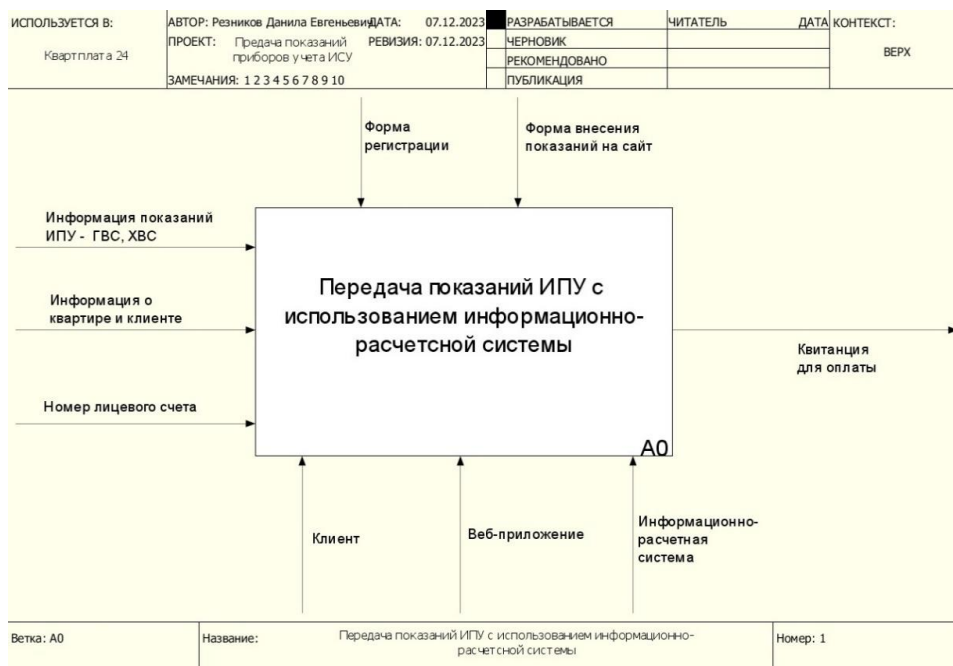 ИСПОЛЬЗУЕТСЯ В:
Квартплата 24
АВТОР: Резников Данила Евгеньевич
ДАТА: 07.12.2023
ПРОЕКТ: Предача показаний
приборов учета ИСУ
РЕВИЗИЯ: 07.12.2023
ЗАМЕЧАНИЯ: 1 2 3 4 5 6 7 8 9 10
РАЗРАБАТЫВАЕТСЯ
ЧЕРНОВИК
РЕКОМЕНДОВАНО
ПУБЛИКАЦИЯ
ЧИТАТЕЛЬ
ДАТА
КОНТЕКСТ:
ВЕРХ
Форма
регистрации
Форма внесения
показаний на сайт
Информация показаний
ИПУ - ГВС, ХВС
Информация о
квартире и клиенте
Номер лицевого счета
Передача показаний ИПУ с
использованием информационно-
расчетсной системы
A0
Квитанция
для оплаты
Клиент
Веб-приложение
Информационно-
расчетная
система
Ветка: A0
Название:
Передача показаний ИПУ с использованием информационно-
расчетсной системы
Номер: 1